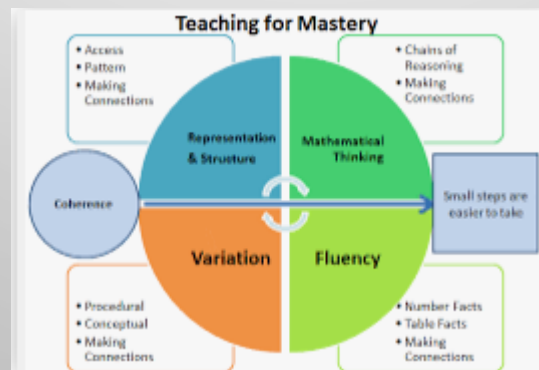 Teaching for Mastery
• Access
• Pattern
• Making
Connections
• Chains of
Reasoning
• Making
Connections
Representation
& Structure
Mathematical
Thinking
Coherence
Small steps are
easier to take
Variation
Fluency
• Procedural
• Conceptual
• Making
Connections
• Number Facts
• Table Facts
• Making
Connections